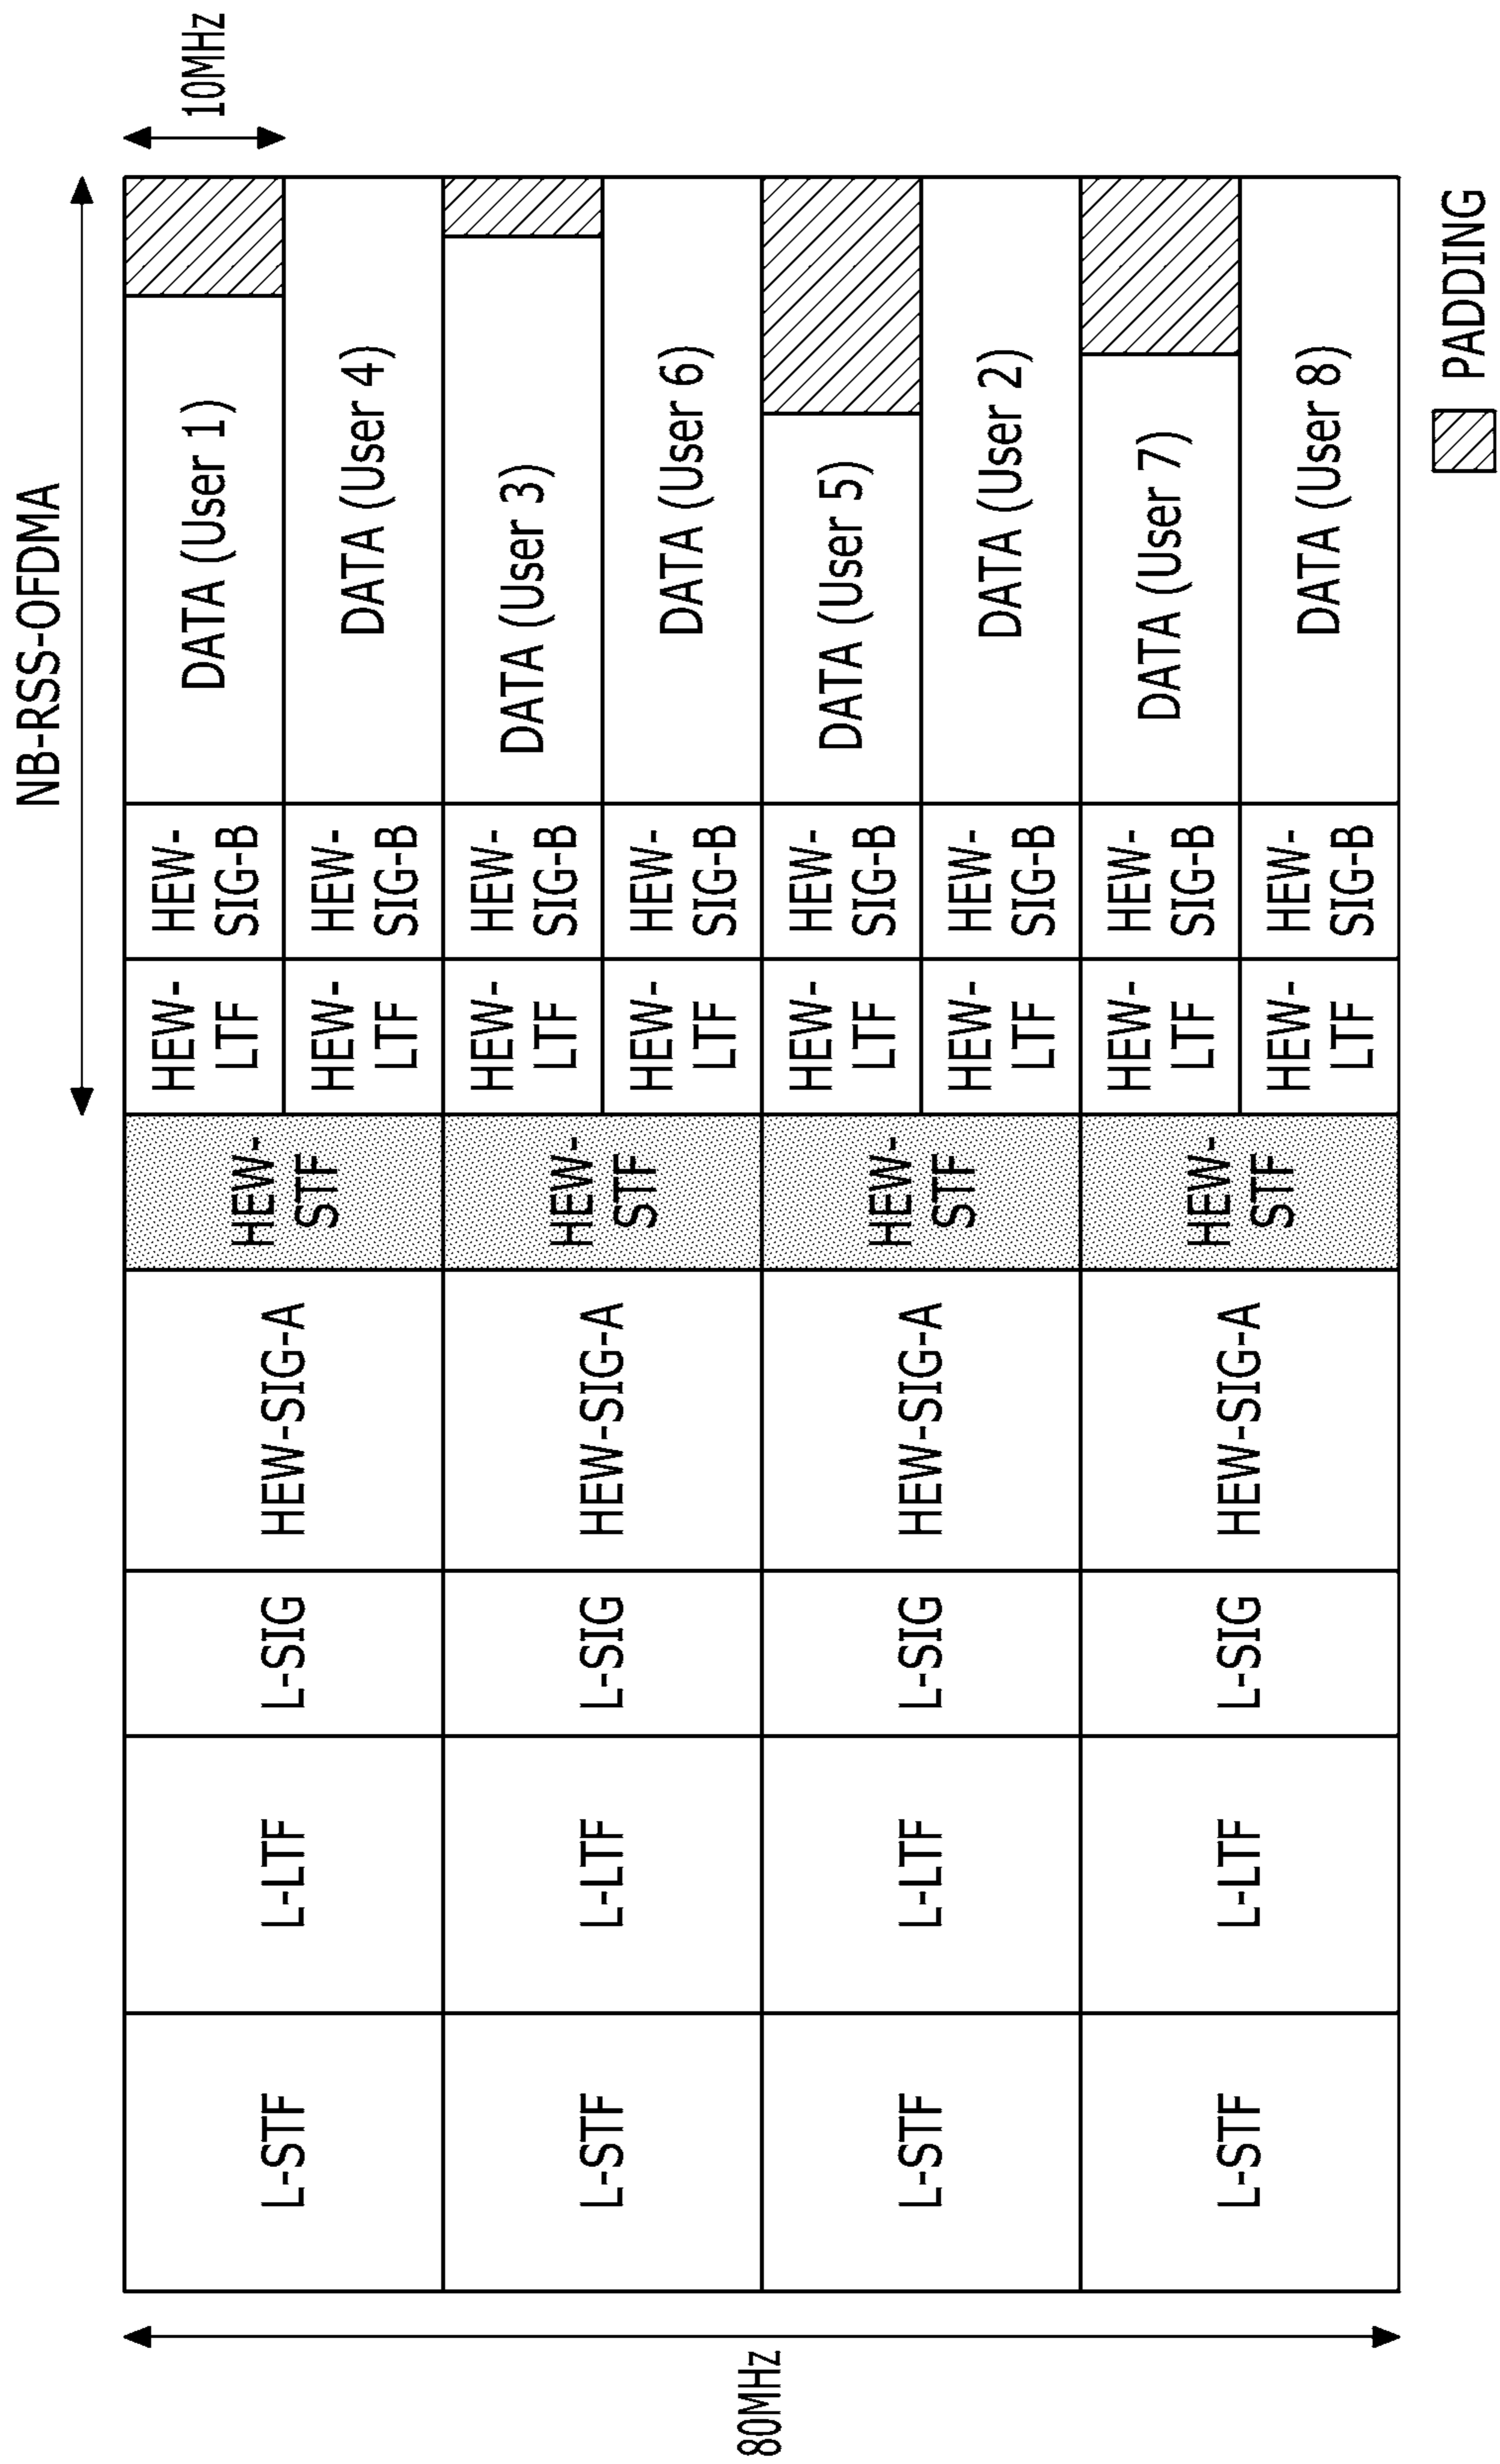 NB-RSS-OFDMA
80MHz
10MHz
L-STF
L-LTF
L-SIG
HEW-SIG-A
HEW-
STF
HEW-
LTF
HEW-
SIG-B
DATA (User 1)
HEW-
LTF
HEW-
SIG-B
DATA (User 4)
L-STF
L-LTF
L-SIG
HEW-SIG-A
HEW-
STF
HEW-
LTF
HEW-
SIG-B
DATA (User 3)
HEW-
LTF
HEW-
SIG-B
DATA (User 6)
L-STF
L-LTF
L-SIG
HEW-SIG-A
HEW-
STF
HEW-
LTF
HEW-
SIG-B
DATA (User 5)
HEW-
LTF
HEW-
SIG-B
DATA (User 2)
L-STF
L-LTF
L-SIG
HEW-SIG-A
HEW-
STF
HEW-
LTF
HEW-
SIG-B
DATA (User 7)
HEW-
LTF
HEW-
SIG-B
DATA (User 8)
PADDING